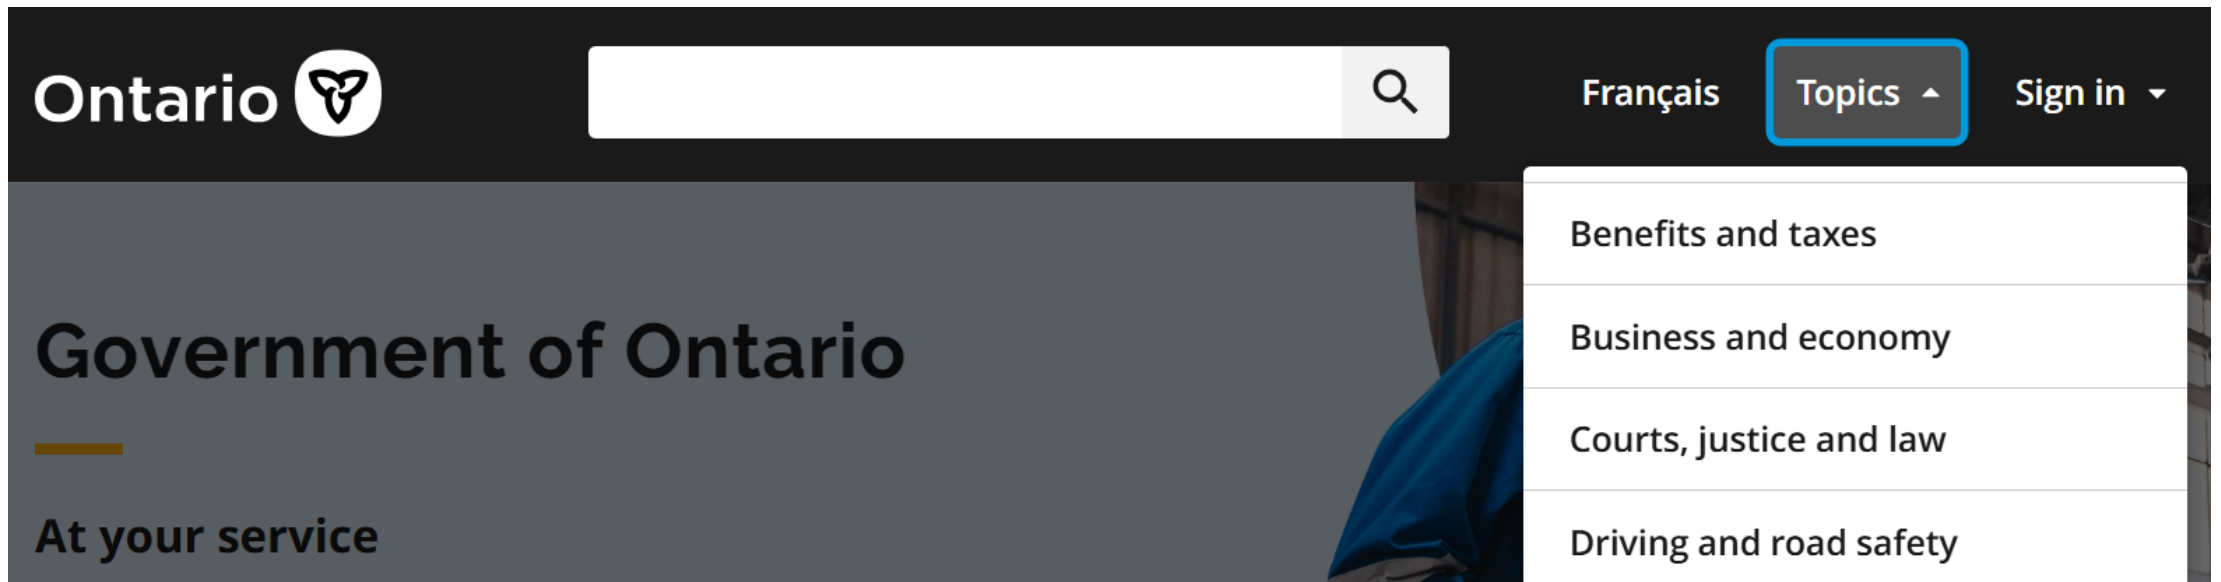 Ontario
Français
Topics
Sign in
Benefits and taxes
Business and economy
Courts, justice and law
Driving and road safety
Government of Ontario
At your service